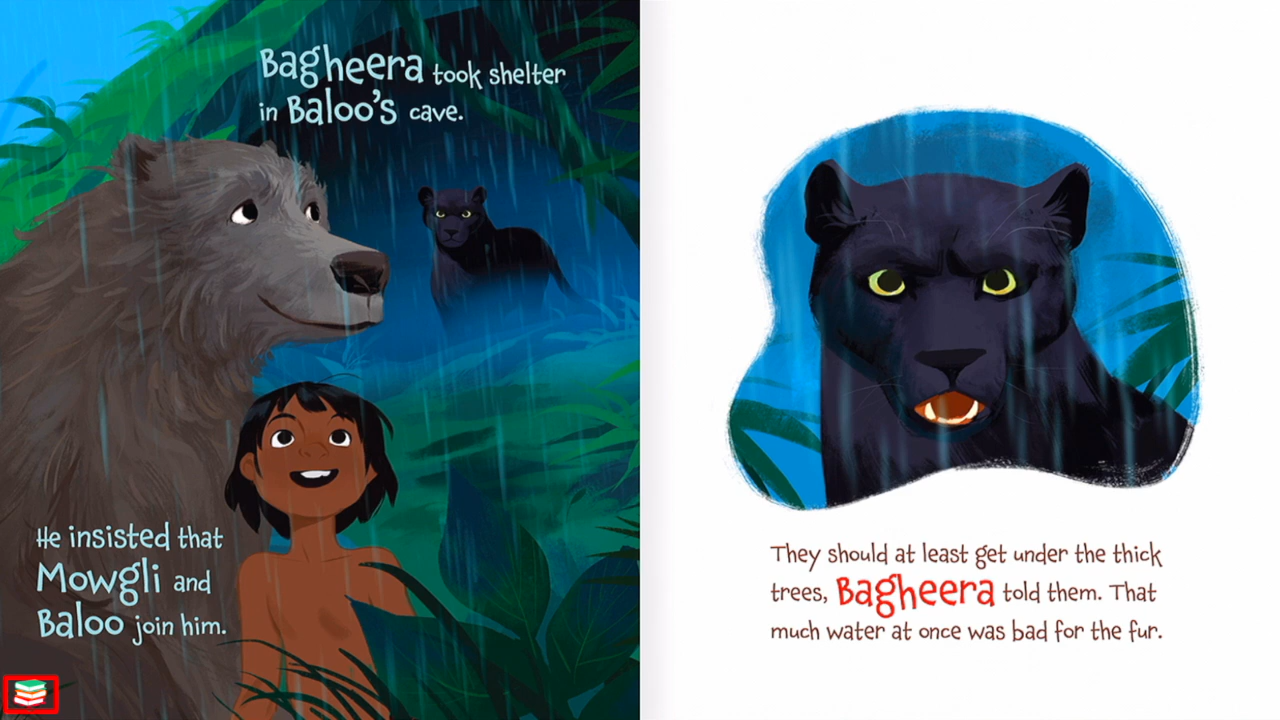 Bagheera took shelter
in Baloo's cave.
He insisted that
Mowgli and
Baloo join him.
They should at least get under the thick
trees, Bagheera told them. That
much water at once was bad for the fur.